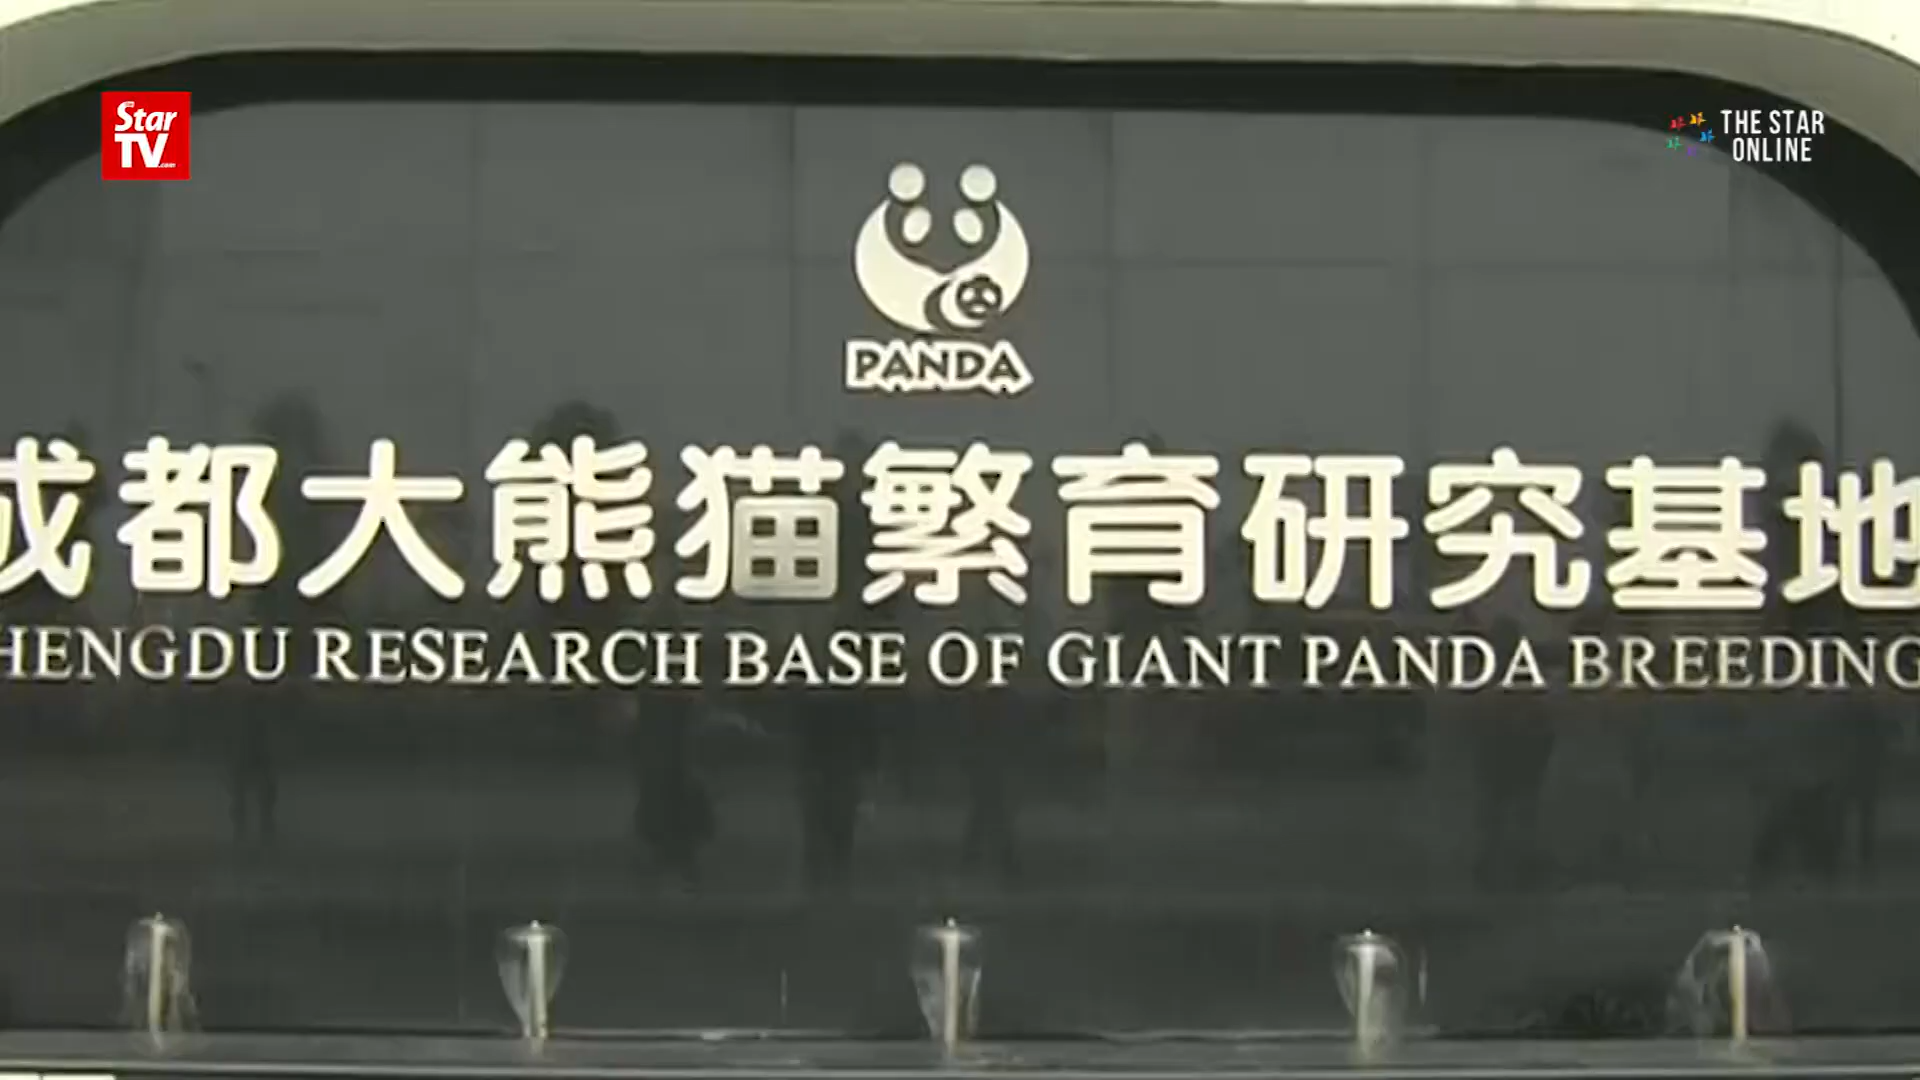 Star
TV.com
THE STAR
ONLINE
PANDA
成都大熊猫繁育研究基地
HENGDU RESEARCH BASE OF GIANT PANDA BREEDING